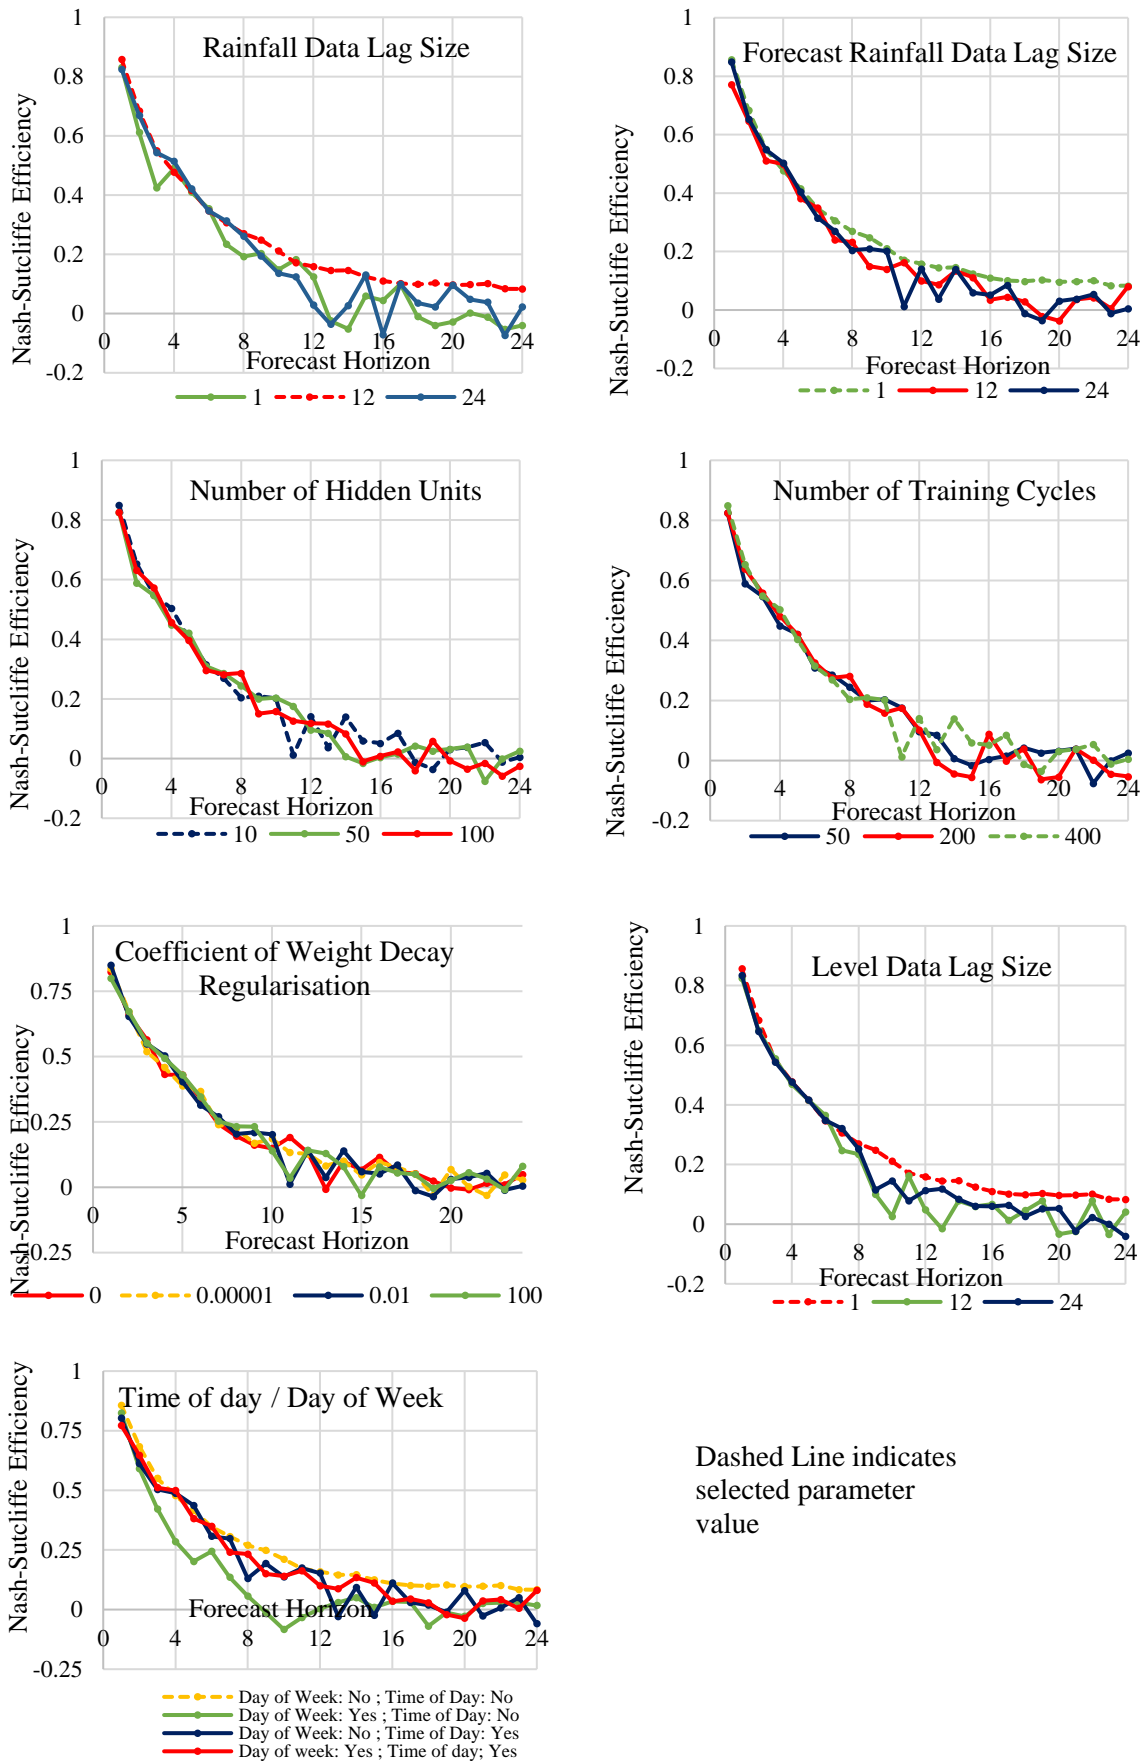 Rainfall Data Lag Size
Nash-Sutcliffe Efficiency
1
0.8
0.6
0.4
0.2
0
-0.2
0 4 8 12 16 20 24
Forecast Horizon
1 12 24
Forecast Rainfall Data Lag Size
Nash-Sutcliffe Efficiency
1
0.8
0.6
0.4
0.2
0
-0.2
0 4 8 12 16 20 24
Forecast Horizon
1 12 24
Number of Hidden Units
Nash-Sutcliffe Efficiency
1
0.8
0.6
0.4
0.2
0
-0.2
0 4 8 12 16 20 24
Forecast Horizon
10 50 100
Number of Training Cycles
Nash-Sutcliffe Efficiency
1
0.8
0.6
0.4
0.2
0
-0.2
0 4 8 12 16 20 24
Forecast Horizon
50 200 400
Coefficient of Weight Decay
Regularisation
Nash-Sutcliffe Efficiency
1
0.75
0.5
0.25
0
-0.25
0 5 10 15 20
Forecast Horizon
0 0.00001 0.01 100
Level Data Lag Size
Nash-Sutcliffe Efficiency
1
0.8
0.6
0.4
0.2
0
-0.2
0 4 8 12 16 20 24
Forecast Horizon
1 12 24
Time of day / Day of Week
Nash-Sutcliffe Efficiency
1
0.75
0.5
0.25
0
-0.25
0 4 8 12 16 20 24
Forecast Horizon
Day of Week: No ; Time of Day: No
Day of Week: Yes ; Time of Day: No
Day of Week: No ; Time of Day: Yes
Day of week: Yes ; Time of day; Yes
Dashed Line indicates
selected parameter
value